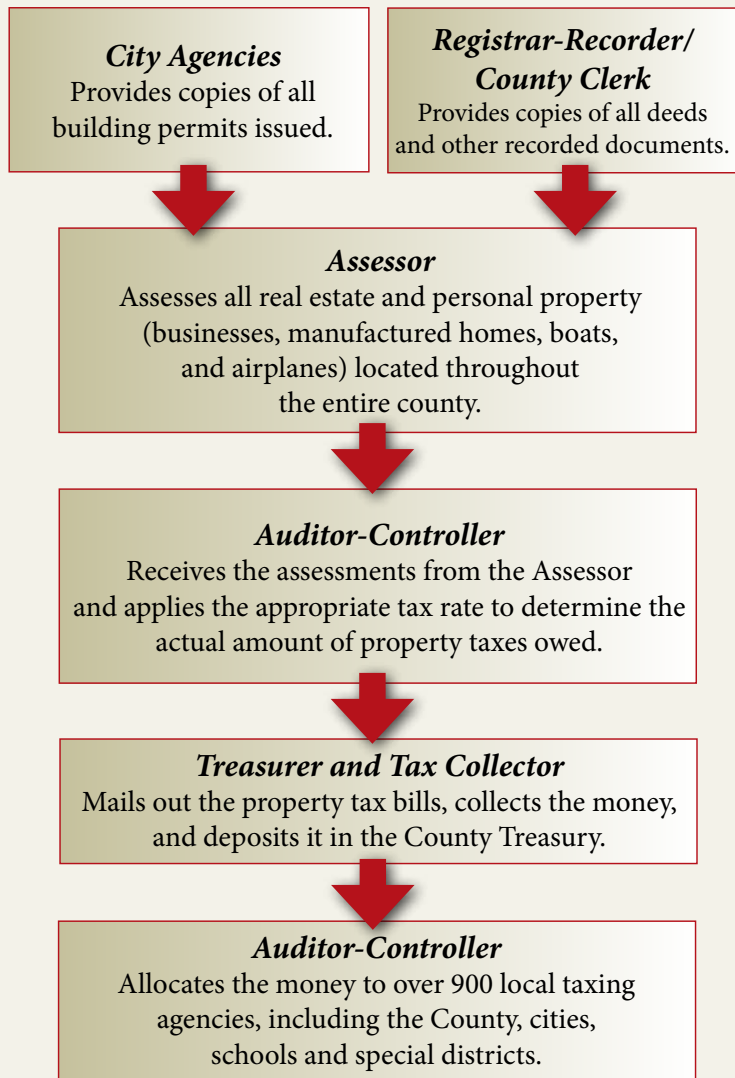 City Agencies
Provides copies of all
building permits issued.
Registrar-Recorder/
County Clerk
Provides copies of all deeds
and other recorded documents.
Assessor
Assesses all real estate and personal property
(businesses, manufactured homes, boats,
and airplanes) located throughout
the entire county.
Auditor-Controller
Receives the assessments from the Assessor
and applies the appropriate tax rate to determine the
actual amount of property taxes owed.
Treasurer and Tax Collector
Mails out the property tax bills, collects the money,
and deposits it in the County Treasury.
Auditor-Controller
Allocates the money to over 900 local taxing
agencies, including the County, cities,
schools and special districts.